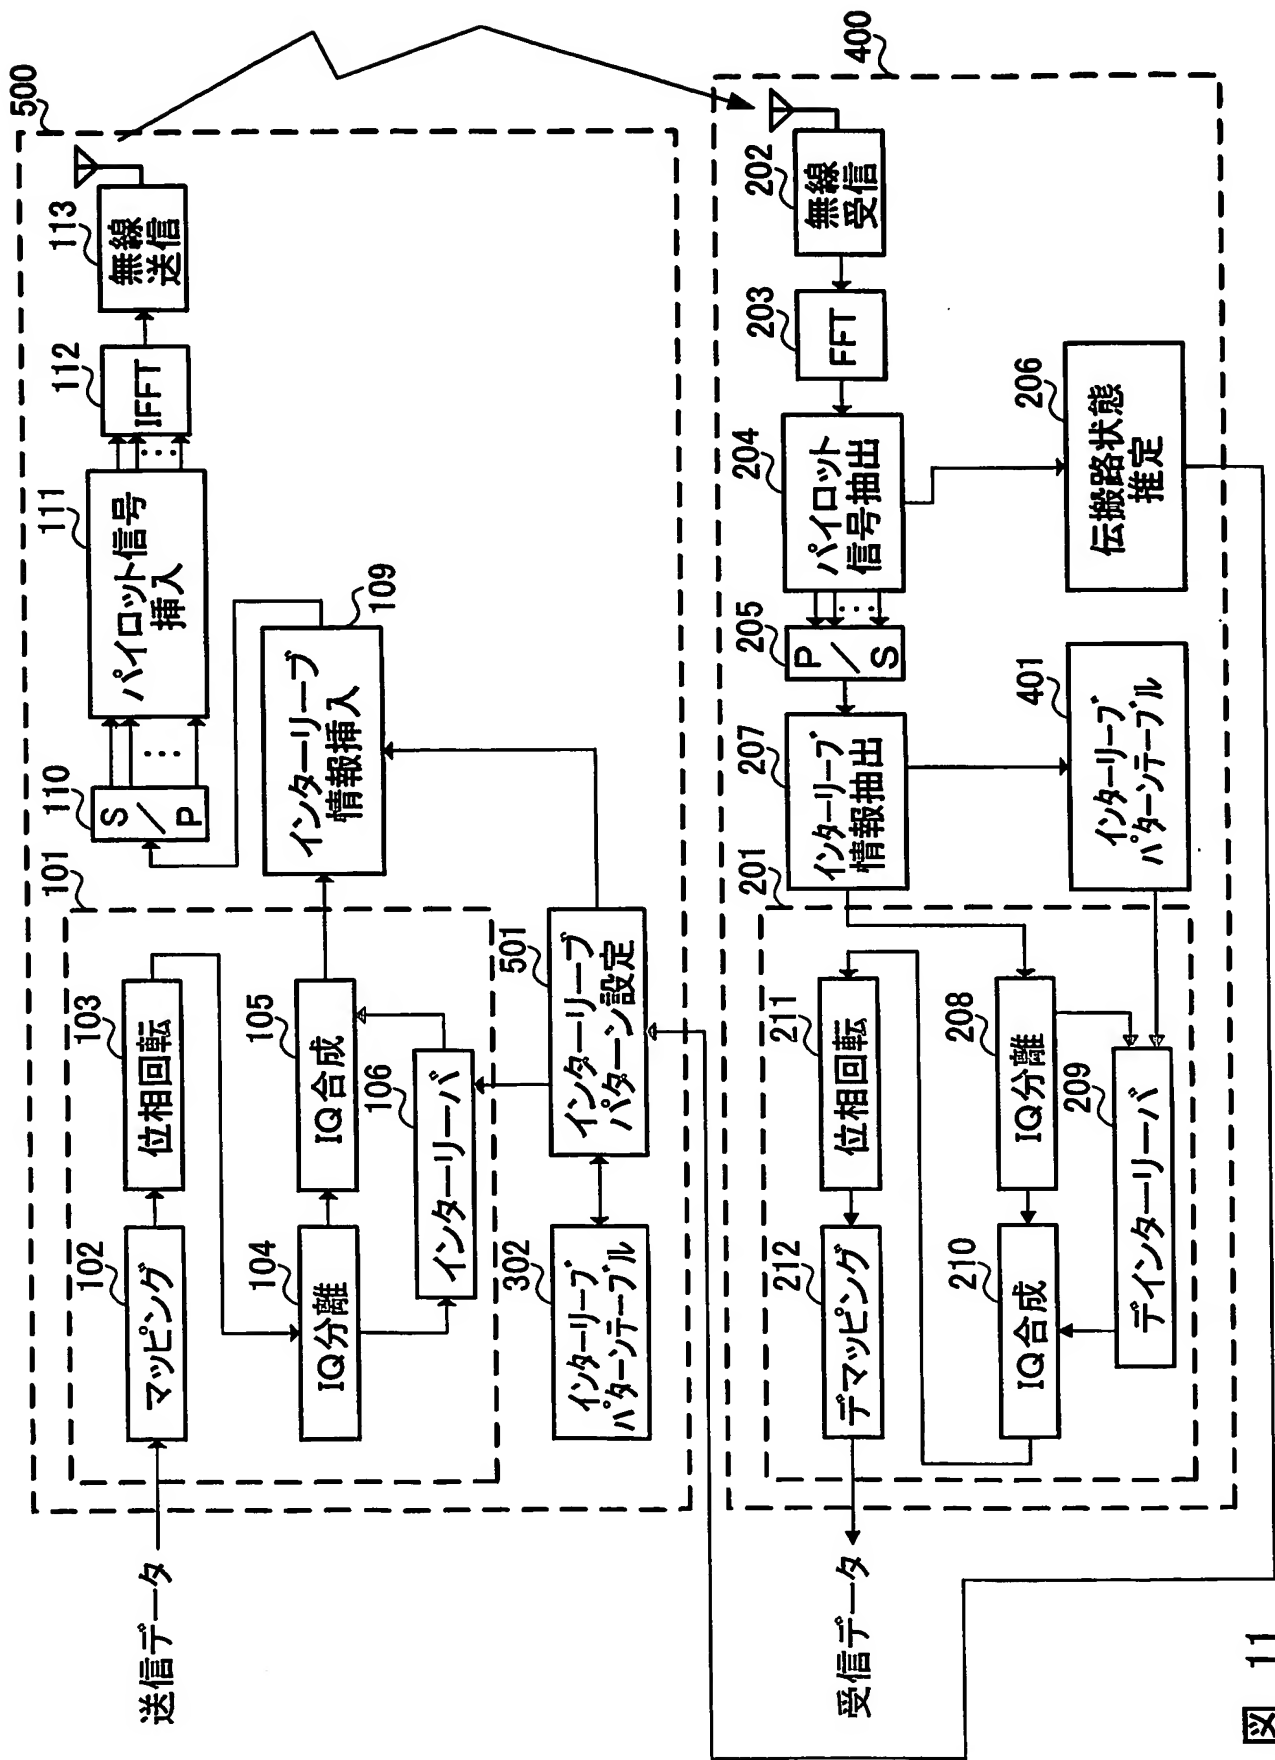 500
送信データ
101
102
マッピング
103
位相回転
104
IQ分離
105
IQ合成
106
インターリーバ
302
インターリーブ
パターンテーブル
501
インターリーブ
パターン設定
109
インターリーブ
情報挿入
110
S/P
111
パイロット信号
挿入
112
IFFT
113
無線
送信
400
202
無線
受信
203
FFT
204
パイロット
信号抽出
205
P/S
206
伝搬路状態
推定
207
インターリーブ
情報抽出
401
インターリーブ
パターンテーブル
201
208
IQ分離
209
デインターリーバ
210
IQ合成
211
位相回転
212
デマッピング
受信データ
図 11